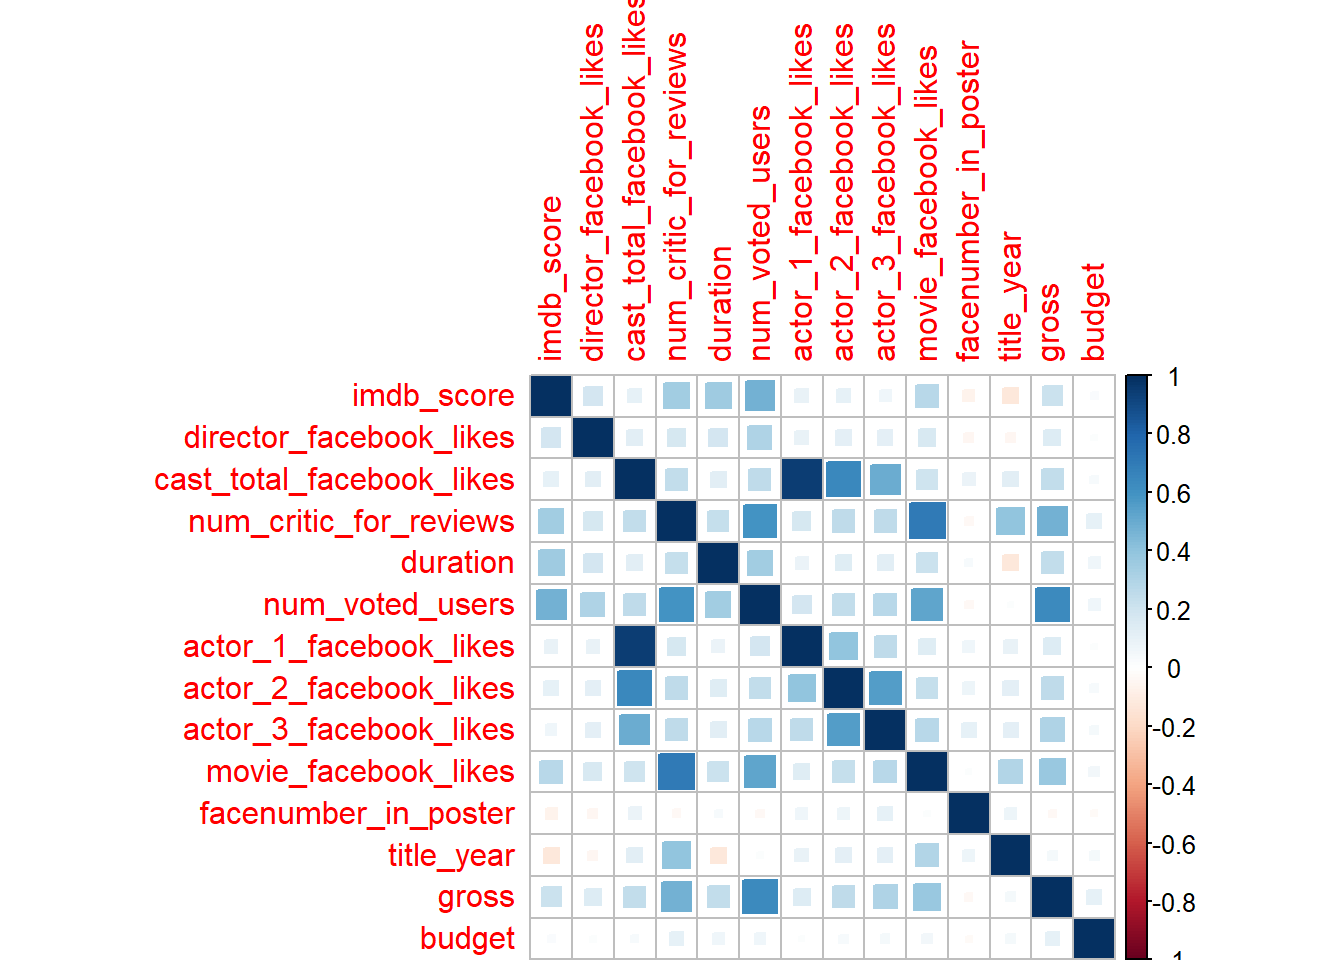 imdb_score
director_facebook_likes
cast_total_facebook_likes
num_critic_for_reviews
duration
num_voted_users
actor_1_facebook_likes
actor_2_facebook_likes
actor_3_facebook_likes
movie_facebook_likes
facenumber_in_poster
title_year
gross
budget
imdb_score
director_facebook_likes
cast_total_facebook_likes
num_critic_for_reviews
duration
num_voted_users
actor_1_facebook_likes
actor_2_facebook_likes
actor_3_facebook_likes
movie_facebook_likes
facenumber_in_poster
title_year
gross
budget
1
0.8
0.6
0.4
0.2
0
-0.2
-0.4
-0.6
-0.8
-1